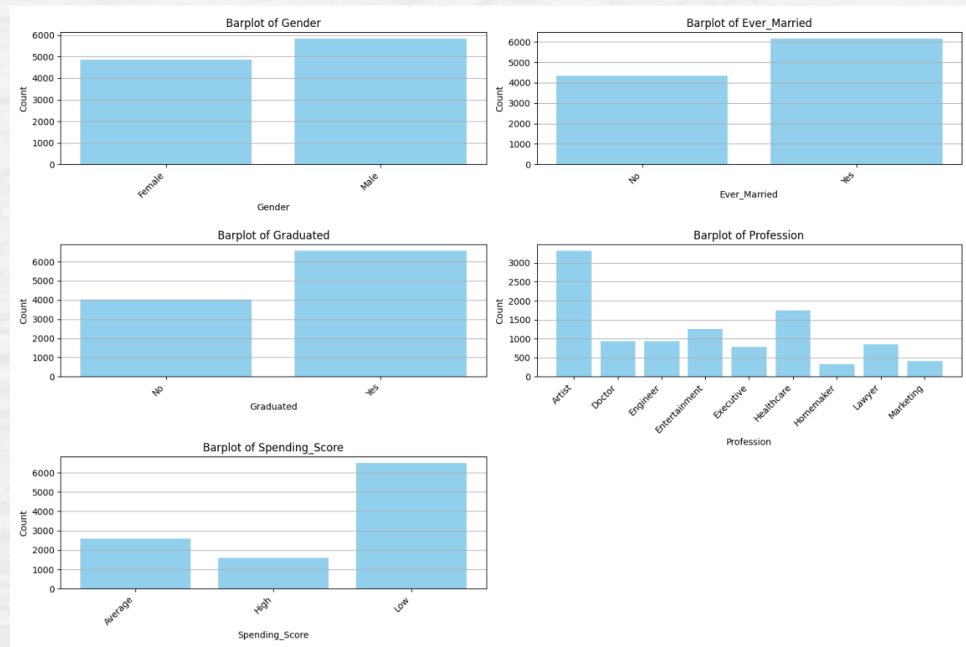 Barplot of Gender
6000
5000
4000
3000
2000
1000
0
Count
Female
Male
Gender
Barplot of Ever_Married
6000
5000
4000
3000
2000
1000
0
Count
No
Yes
Ever_Married
Barplot of Graduated
6000
5000
4000
3000
2000
1000
0
Count
No
Yes
Graduated
Barplot of Profession
3000
2500
2000
1500
1000
500
0
Count
Artist
Doctor
Engineer
Entertainment
Executive
Healthcare
Homemaker
Lawyer
Marketing
Profession
Barplot of Spending_Score
6000
5000
4000
3000
2000
1000
0
Count
Average
High
Low
Spending_Score